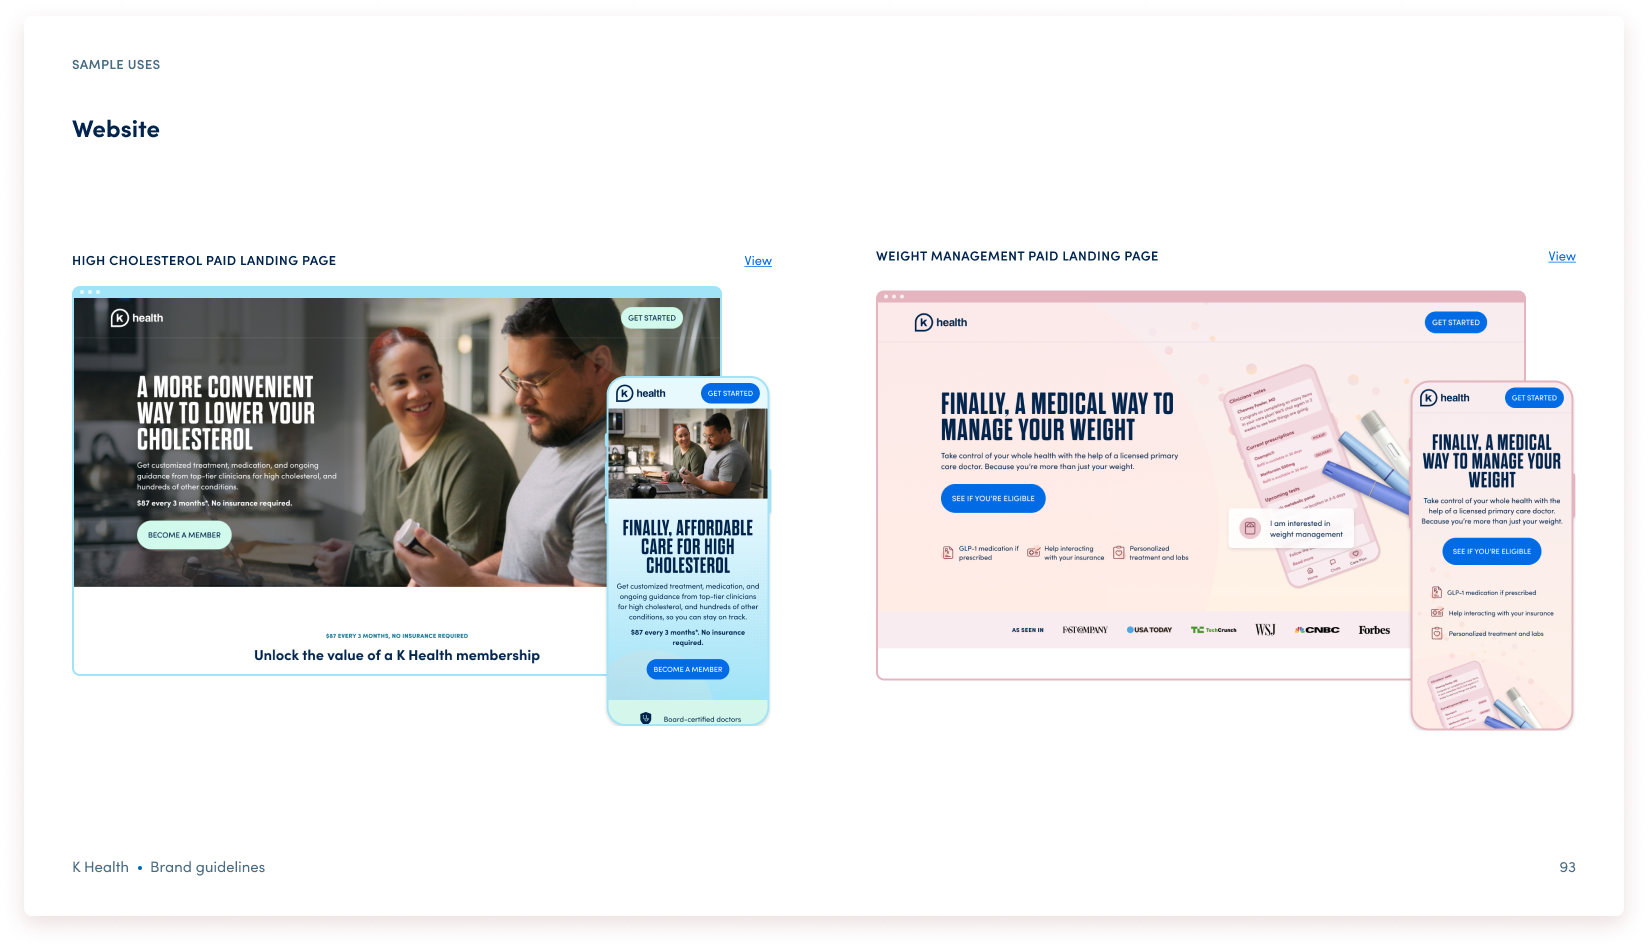 SAMPLE USES
Website
HIGH CHOLESTEROL PAID LANDING PAGE
View
k health
GET STARTED
A MORE CONVENIENT
WAY TO LOWER YOUR
CHOLESTEROL
Get customized treatment, medication, and ongoing
guidance from top-tier clinicians for high cholesterol, and
hundreds of other conditions.
$87 every 3 months*. No insurance required.
BECOME A MEMBER
$87 EVERY 3 MONTHS, NO INSURANCE REQUIRED
Unlock the value of a K Health membership
k health
GET STARTED
FINALLY, AFFORDABLE
CARE FOR HIGH
CHOLESTEROL
Get customized treatment, medication, and
ongoing guidance from top-tier clinicians
for high cholesterol, and hundreds of other
conditions, so you can stay on track.
$87 every 3 months*. No insurance
required.
BECOME A MEMBER
Board-certified doctors
WEIGHT MANAGEMENT PAID LANDING PAGE
View
k health
GET STARTED
FINALLY, A MEDICAL WAY TO
MANAGE YOUR WEIGHT
Take control of your whole health with the help of a licensed primary
care doctor. Because you're more than just your weight.
SEE IF YOU'RE ELIGIBLE
GLP-1 medication if
prescribed
Help interacting
with your insurance
Personalized
treatment and labs
Clinicians' notes
Current prescriptions
Upcoming tests
I am interested in
weight management
Read more
Home
Chats
Care Plan
AS SEEN IN
FAST COMPANY
USA TODAY
TechCrunch
WSJ
CNBC
Forbes
k health
GET STARTED
FINALLY, A MEDICAL
WAY TO MANAGE YOUR
WEIGHT
Take control of your whole health with the
help of a licensed primary care doctor.
Because you're more than just your weight.
SEE IF YOU'RE ELIGIBLE
GLP-1 medication if prescribed
Help interacting with your insurance
Personalized treatment and labs
K Health • Brand guidelines
93